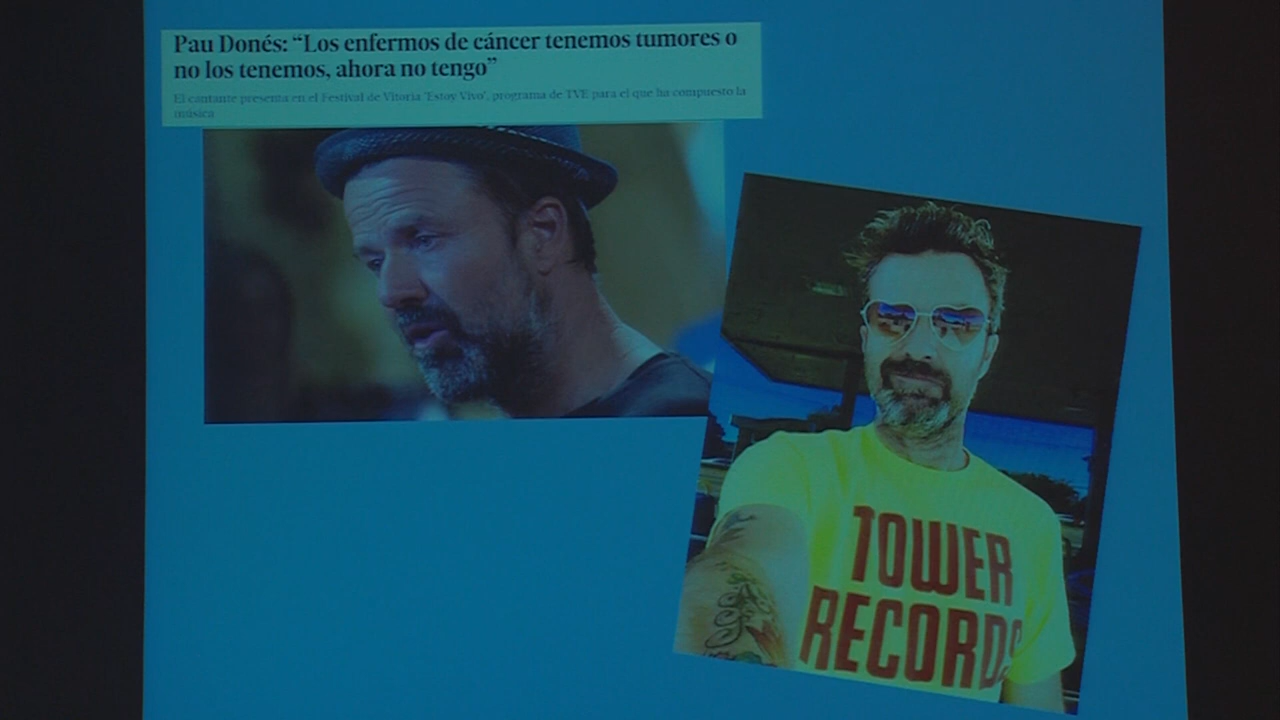 Pau Donés: “Los enfermos de cáncer tenemos tumores o
no los tenemos, ahora no tengo”
El cantante presenta en el Festival de Vitoria 'Estoy Vivo', programa de TVE para el que ha compuesto la
música
TOWER
RECORDS